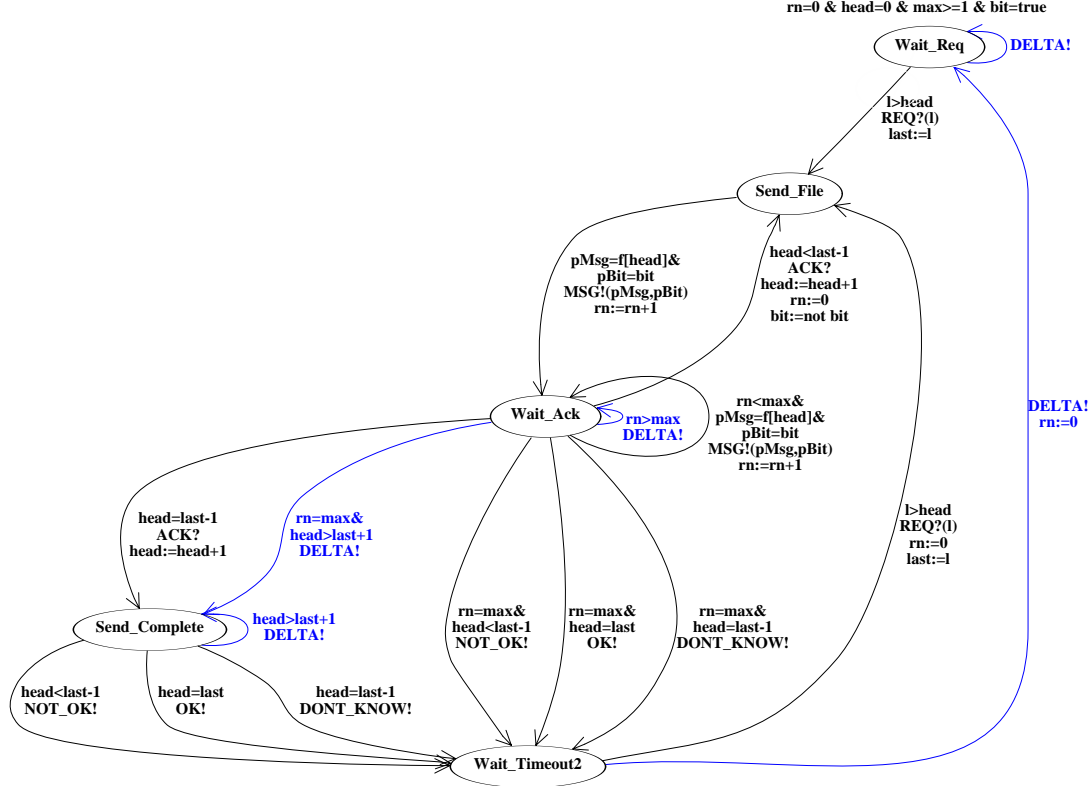 rn=0 & head=0 & max>=1 & bit=true
Wait_Req
DELTA!
l>head
REQ?(l)
last:=l
Send_File
pMsg=f[head]&
pBit=bit
MSG!(pMsg,pBit)
rn:=rn+1
head<last-1
ACK?
head:=head+1
rn:=0
bit:=not bit
Wait_Ack
rn>max
DELTA!
rn<max&
pMsg=f[head]&
pBit=bit
MSG!(pMsg,pBit)
rn:=rn+1
DELTA!
rn:=0
head=last-1
ACK?
head:=head+1
rn=max&
head>last+1
DELTA!
l>head
REQ?(l)
rn:=0
last:=l
Send_Complete
head>last+1
DELTA!
rn=max&
head<last-1
NOT_OK!
rn=max&
head=last
OK!
rn=max&
head=last-1
DONT_KNOW!
head<last-1
NOT_OK!
head=last
OK!
head=last-1
DONT_KNOW!
Wait_Timeout2